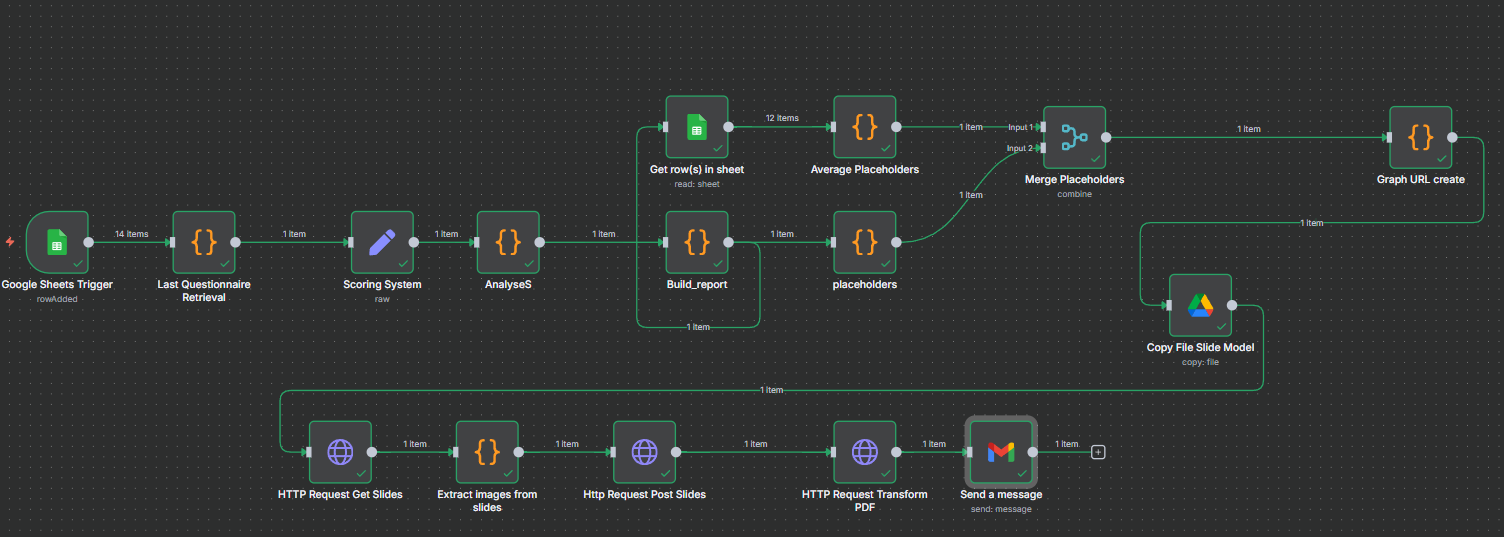 12 items
1 item
Input 1
1 item
Input 2
Get row(s) in sheet
read: sheet
Average Placeholders
Merge Placeholders
combine
Graph URL create
1 item
14 items
1 item
1 item
1 item
1 item
1 item
Google Sheets Trigger
rowAdded
Last Questionnaire
Retrieval
Scoring System
raw
AnalyseS
Build_report
placeholders
1 item
1 item
Copy File Slide Model
copy: file
1 item
1 item
1 item
1 item
1 item
1 item
HTTP Request Get Slides
Extract images from
slides
Http Request Post Slides
HTTP Request Transform
PDF
Send a message
send: message